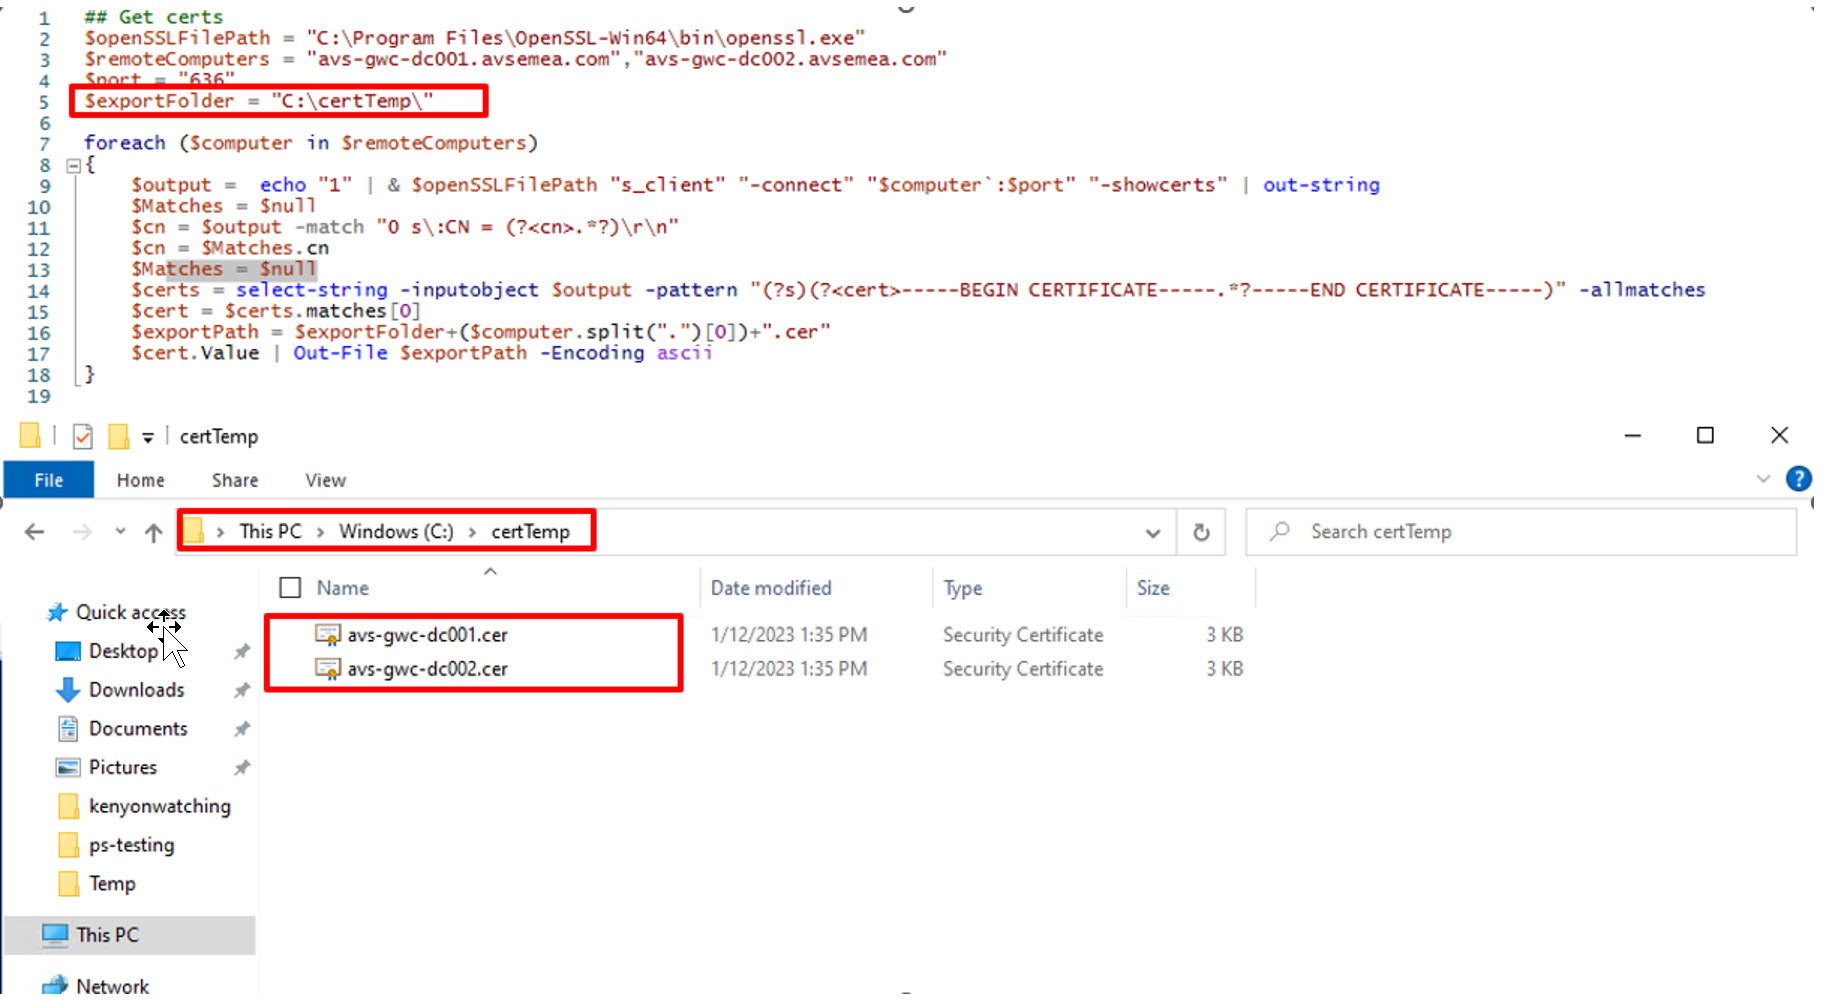 1 ## Get certs
2 $openSSLFilePath = "C:\Program Files\OpenSSL-Win64\bin\openssl.exe"
3 $remoteComputers = "avs-gwc-dc001.avsemea.com","avs-gwc-dc002.avsemea.com"
4 $port = "636"
5 $exportFolder = "C:\certTemp\"
6
7 foreach ($computer in $remoteComputers)
8 {
9 $output =  echo "1" | & $openSSLFilePath "s_client" "-connect" "$computer`:$port" "-showcerts" | out-string
10 $Matches = $null
11 $cn = $output -match "0 s\:CN = (?<cn>.*?)\r\n"
12 $cn = $Matches.cn
13 $Matches = $null
14 $certs = select-string -inputobject $output -pattern "(?s)(?<cert>-----BEGIN CERTIFICATE-----.*?-----END CERTIFICATE-----)" -allmatches
15 $cert = $certs.matches[0]
16 $exportPath = $exportFolder+($computer.split(".")[0])+".cer"
17 $cert.Value | Out-File $exportPath -Encoding ascii
18 }
19
certTemp
File Home Share View
This PC > Windows (C:) > certTemp Search certTemp
Name Date modified Type Size
Quick access
avs-gwc-dc001.cer 1/12/2023 1:35 PM Security Certificate 3 KB
Desktop
avs-gwc-dc002.cer 1/12/2023 1:35 PM Security Certificate 3 KB
Downloads
Documents
Pictures
kenyonwatching
ps-testing
Temp
This PC
Network